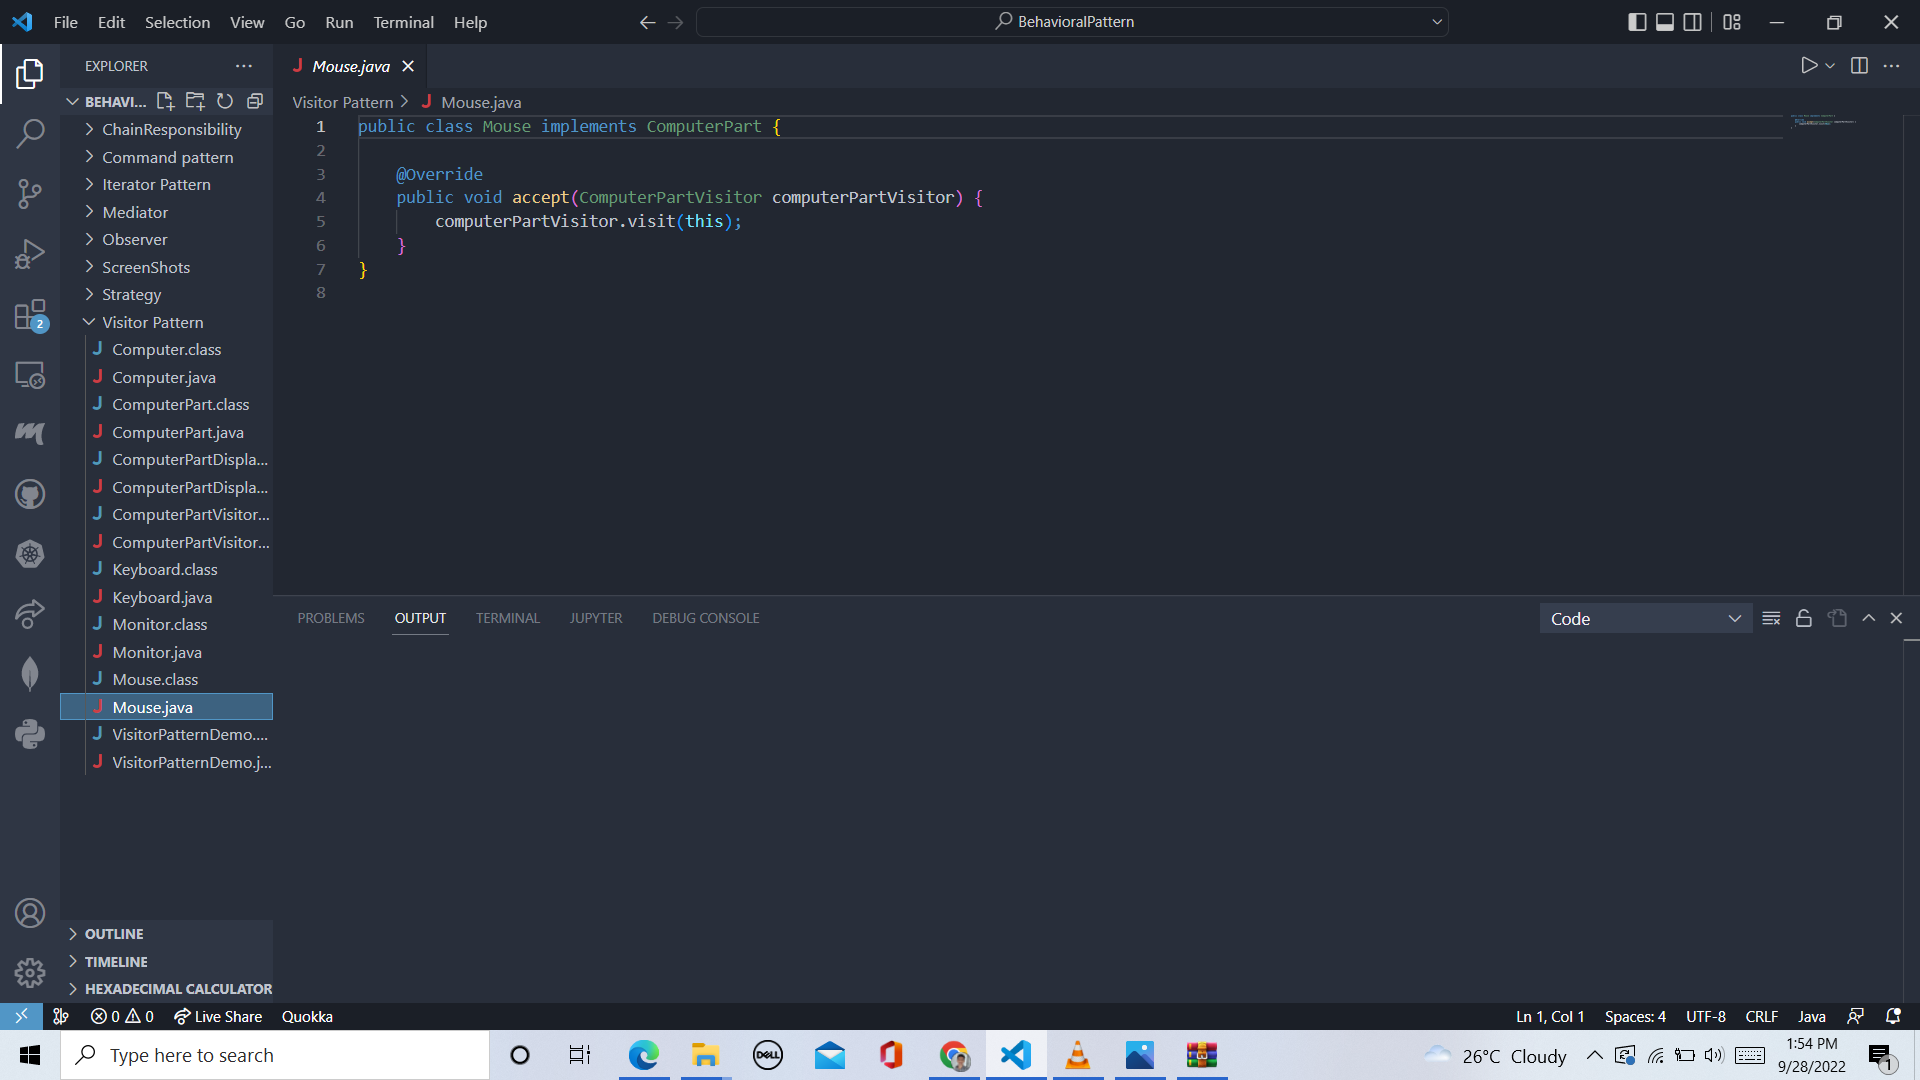 File Edit Selection View Go Run Terminal Help
BehavioralPattern
EXPLORER
BEHAVI...
ChainResponsibility
Command pattern
Iterator Pattern
Mediator
Observer
ScreenShots
Strategy
Visitor Pattern
Computer.class
Computer.java
ComputerPart.class
ComputerPart.java
ComputerPartDispla...
ComputerPartDispla...
ComputerPartVisitor...
ComputerPartVisitor...
Keyboard.class
Keyboard.java
Monitor.class
Monitor.java
Mouse.class
Mouse.java
VisitorPatternDemo....
VisitorPatternDemo.j...
OUTLINE
TIMELINE
HEXADECIMAL CALCULATOR
2
Mouse.java
Visitor Pattern > Mouse.java
1 public class Mouse implements ComputerPart {
2
3 @Override
4 public void accept(ComputerPartVisitor computerPartVisitor) {
5 computerPartVisitor.visit(this);
6 }
7 }
8
PROBLEMS OUTPUT TERMINAL JUPYTER DEBUG CONSOLE
Code
0 0 Live Share Quokka
Ln 1, Col 1 Spaces: 4 UTF-8 CRLF Java
Type here to search
DELL
26°C Cloudy
1:54 PM
9/28/2022
1